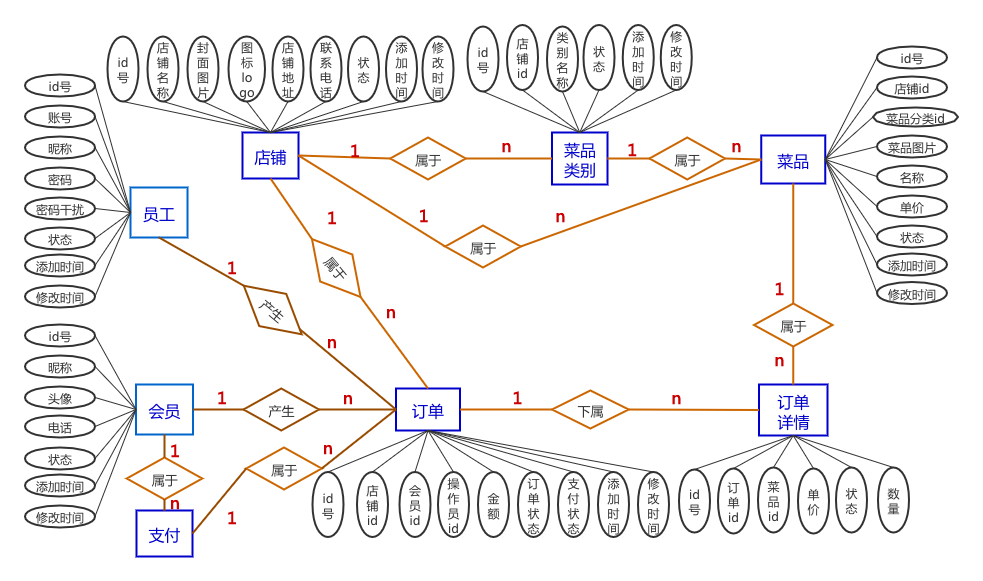 id号
店铺名称
封面图片
图标logo
店铺地址
联系电话
状态
添加时间
修改时间
id号
店铺id
类别名称
状态
添加时间
修改时间
id号
店铺id
菜品分类id
菜品图片
名称
单价
状态
添加时间
修改时间
id号
账号
昵称
密码
密码干扰
状态
添加时间
修改时间
店铺
1
属于
n
菜品
类别
1
属于
n
菜品
员工
1
属于
n
1
属于
n
1
产生
n
1
属于
n
id号
昵称
头像
电话
状态
添加时间
修改时间
会员
1
产生
n
订单
1
下属
n
订单
详情
1
属于
n
支付
1
属于
n
id号
店铺id
会员id
操作员id
金额
订单状态
支付状态
添加时间
修改时间
id号
订单id
菜品id
单价
状态
数量